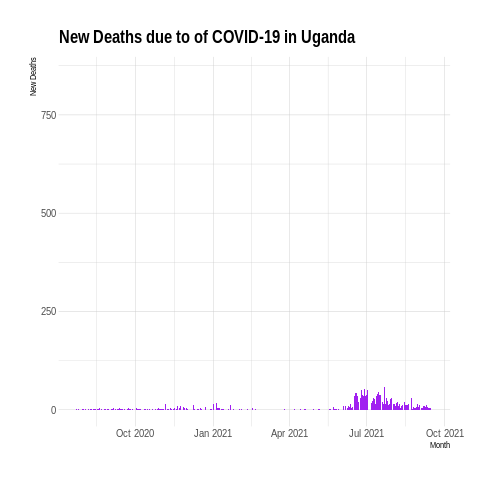 New Deaths due to of COVID-19 in Uganda
New Deaths
750
500
250
0
Oct 2020 Jan 2021 Apr 2021 Jul 2021 Oct 2021
Month